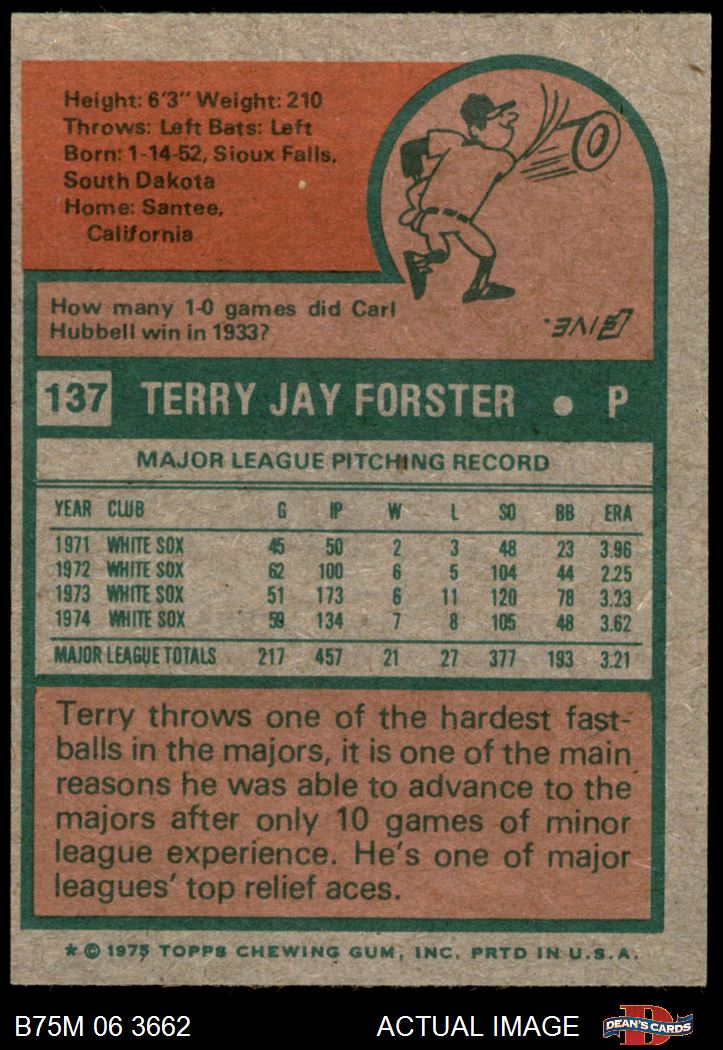 Height: 6'3" Weight: 210
Throws: Left Bats: Left
Born: 1-14-52, Sioux Falls,
South Dakota
Home: Santee,
California
How many 1-0 games did Carl
Hubbell win in 1933?
FIVE.
137 TERRY JAY FORSTER • P
MAJOR LEAGUE PITCHING RECORD
YEAR CLUB G IP W L SO BB ERA
1971 WHITE SOX 45 50 2 3 48 23 3.96
1972 WHITE SOX 62 100 6 5 104 44 2.25
1973 WHITE SOX 51 173 6 11 120 78 3.23
1974 WHITE SOX 59 134 7 8 105 48 3.62
MAJOR LEAGUE TOTALS 217 457 21 27 377 193 3.21
Terry throws one of the hardest fast-
balls in the majors, it is one of the main
reasons he was able to advance to the
majors after only 10 games of minor
league experience. He's one of major
leagues' top relief aces.
* © 1975 TOPPS CHEWING GUM, INC. PRTD IN U.S.A.
B75M 06 3662 ACTUAL IMAGE D DEAN'S CARDS